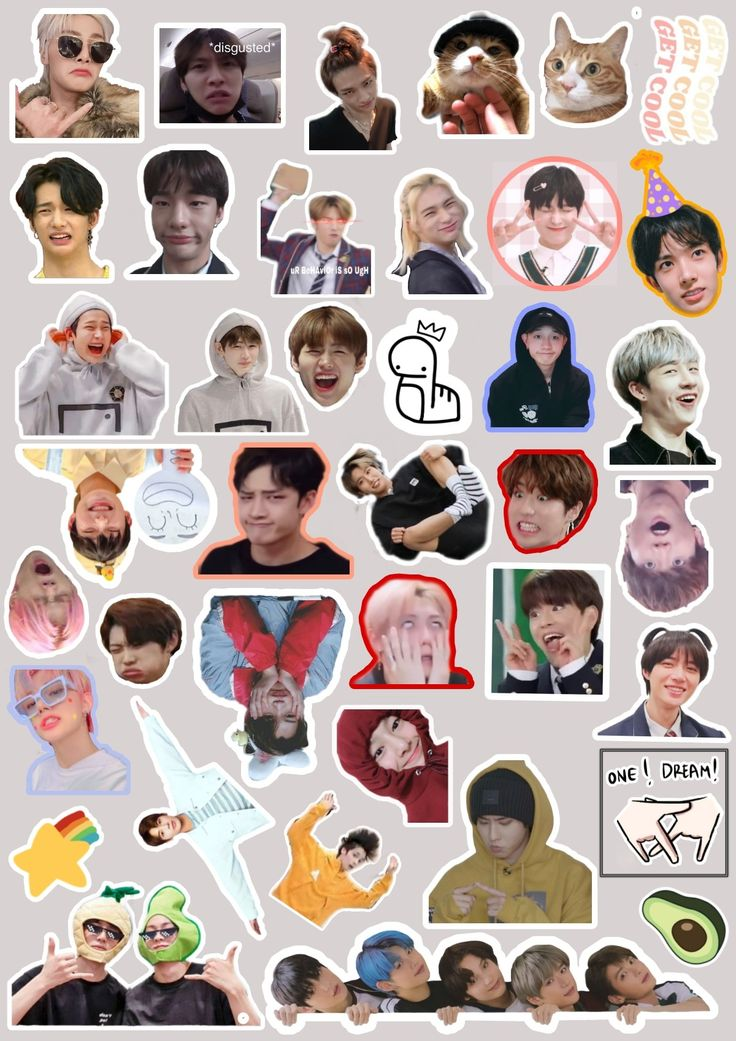 *disgusted*
GET COOL
GET COOL
GET COOL
uR BeHAviOr iS sO UgH
ONE! DREAM!